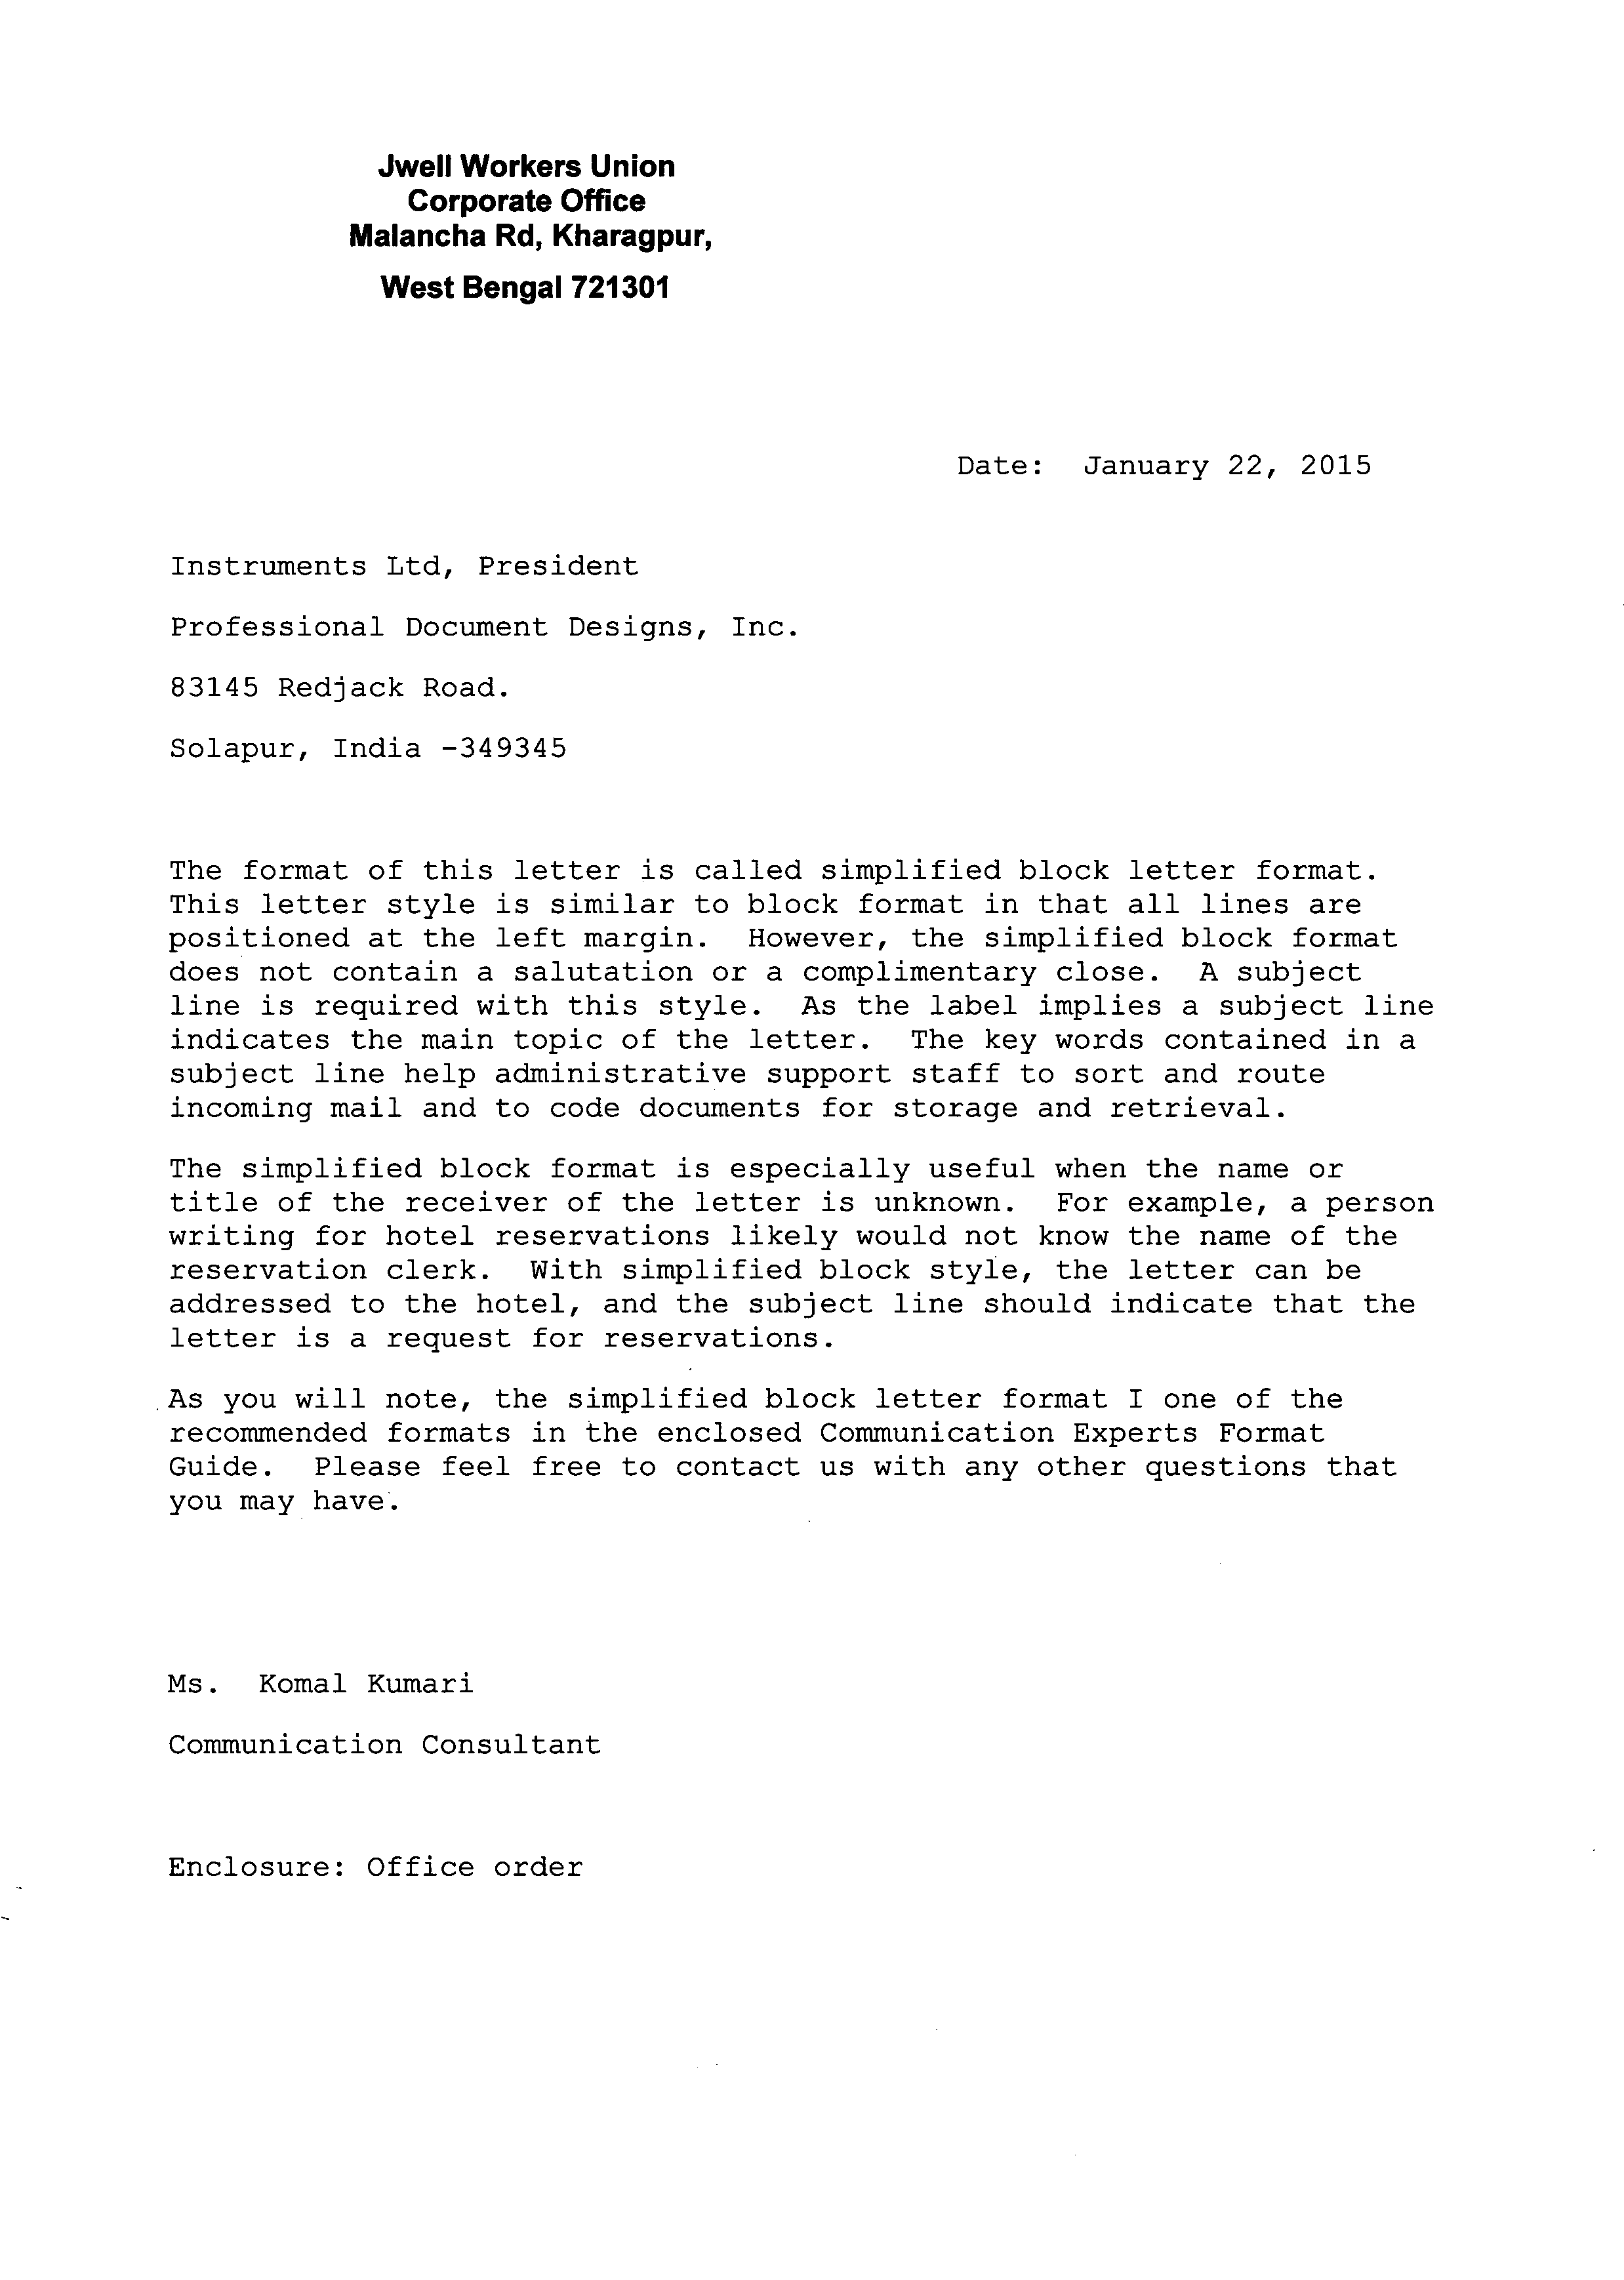 Jwell Workers Union
Corporate Office
Malancha Rd, Kharagpur,
West Bengal 721301
Date: January 22, 2015
Instruments Ltd, President
Professional Document Designs, Inc.
83145 Redjack Road.
Solapur, India -349345
The format of this letter is called simplified block letter format.
This letter style is similar to block format in that all lines are
positioned at the left margin. However, the simplified block format
does not contain a salutation or a complimentary close. A subject
line is required with this style. As the label implies a subject line
indicates the main topic of the letter. The key words contained in a
subject line help administrative support staff to sort and route
incoming mail and to code documents for storage and retrieval.
The simplified block format is especially useful when the name or
title of the receiver of the letter is unknown. For example, a person
writing for hotel reservations likely would not know the name of the
reservation clerk. With simplified block style, the letter can be
addressed to the hotel, and the subject line should indicate that the
letter is a request for reservations.
As you will note, the simplified block letter format I one of the
recommended formats in the enclosed Communication Experts Format
Guide. Please feel free to contact us with any other questions that
you may have.
Ms. Komal Kumari
Communication Consultant
Enclosure: Office order